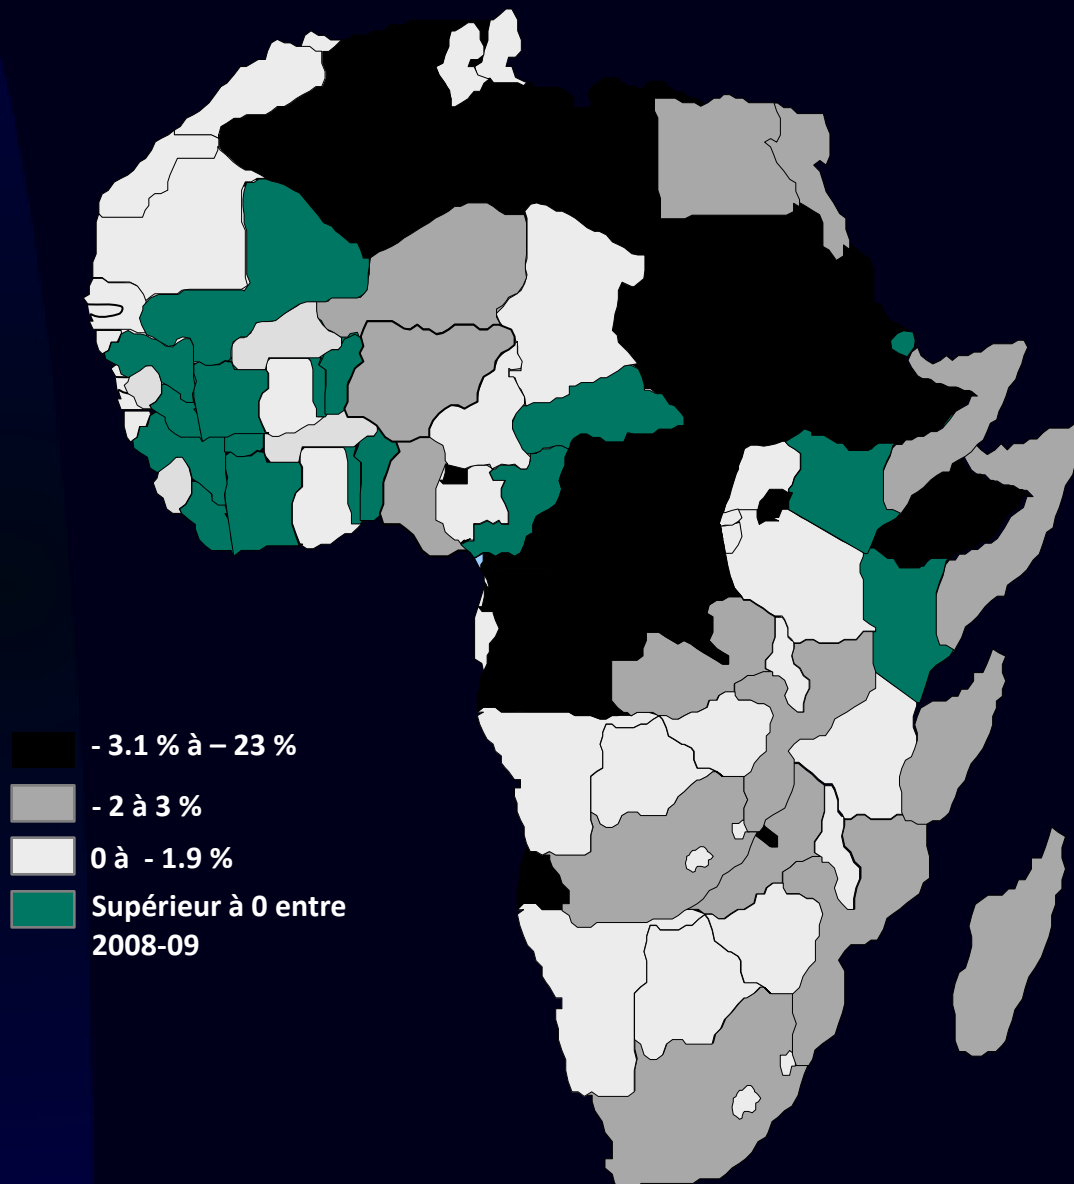 - 3.1 % à – 23 %
- 2 à 3 %
0 à  - 1.9 %
Supérieur à 0 entre
2008-09